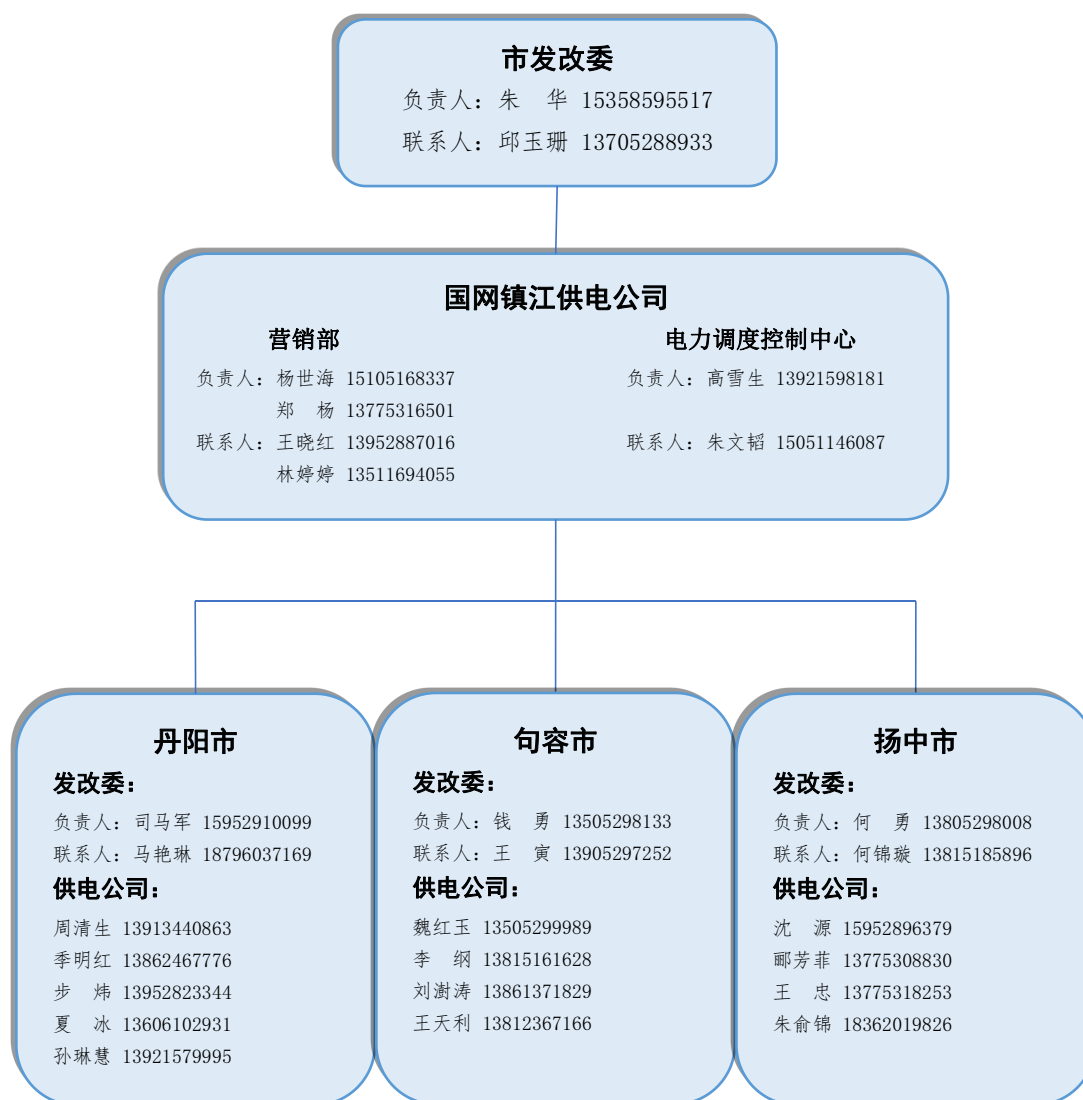 市发改委
负责人：朱　华 15358595517
联系人：邱玉珊 13705288933
国网镇江供电公司
营销部
负责人：杨世海 15105168337
郑　杨 13775316501
联系人：王晓红 13952887016
林婷婷 13511694055
电力调度控制中心
负责人：高雪生 13921598181
联系人：朱文韬 15051146087
丹阳市
发改委：
负责人：司马军 15952910099
联系人：马艳琳 18796037169
供电公司：
周清生 13913440863
季明红 13862467776
步　炜 13952823344
夏　冰 13606102931
孙琳慧 13921579995
句容市
发改委：
负责人：钱　勇 13505298133
联系人：王　寅 13905297252
供电公司：
魏红玉 13505299989
李　纲 13815161628
刘澍涛 13861371829
王天利 13812367166
扬中市
发改委：
负责人：何　勇 13805298008
联系人：何锦璇 13815185896
供电公司：
沈　源 15952896379
郦芳菲 13775308830
王　忠 13775318253
朱俞锦 18362019826